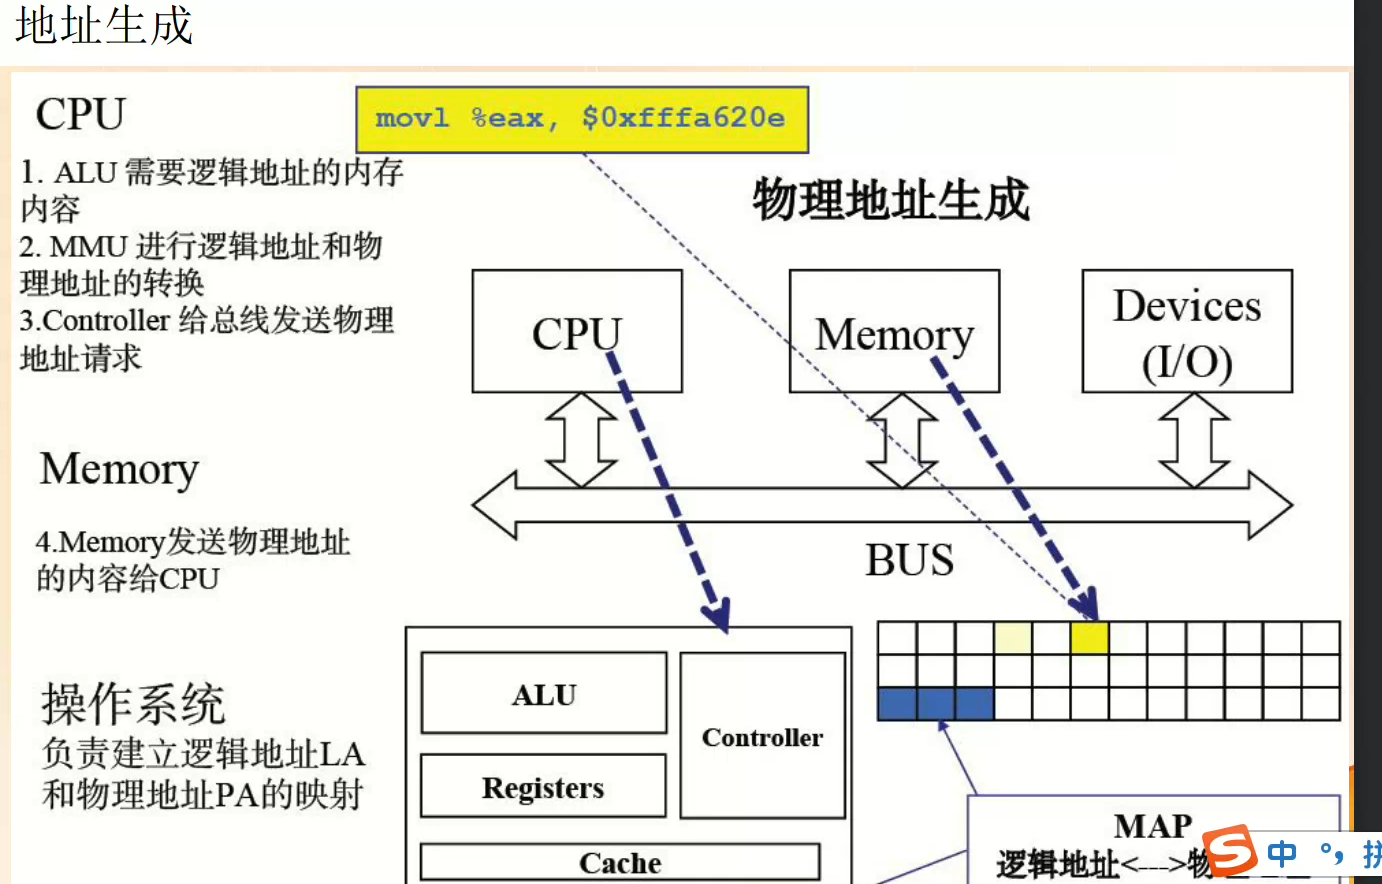 地址生成
CPU
movl %eax, $0xfffa620e
1. ALU 需要逻辑地址的内存
内容
2. MMU 进行逻辑地址和物
理地址的转换
3.Controller 给总线发送物理
地址请求
物理地址生成
CPU
Memory
Devices
(I/O)
Memory
4.Memory发送物理地址
的内容给CPU
BUS
操作系统
负责建立逻辑地址LA
和物理地址PA的映射
ALU
Registers
Controller
Cache
MAP
逻辑地址<--->物
S中°,拼